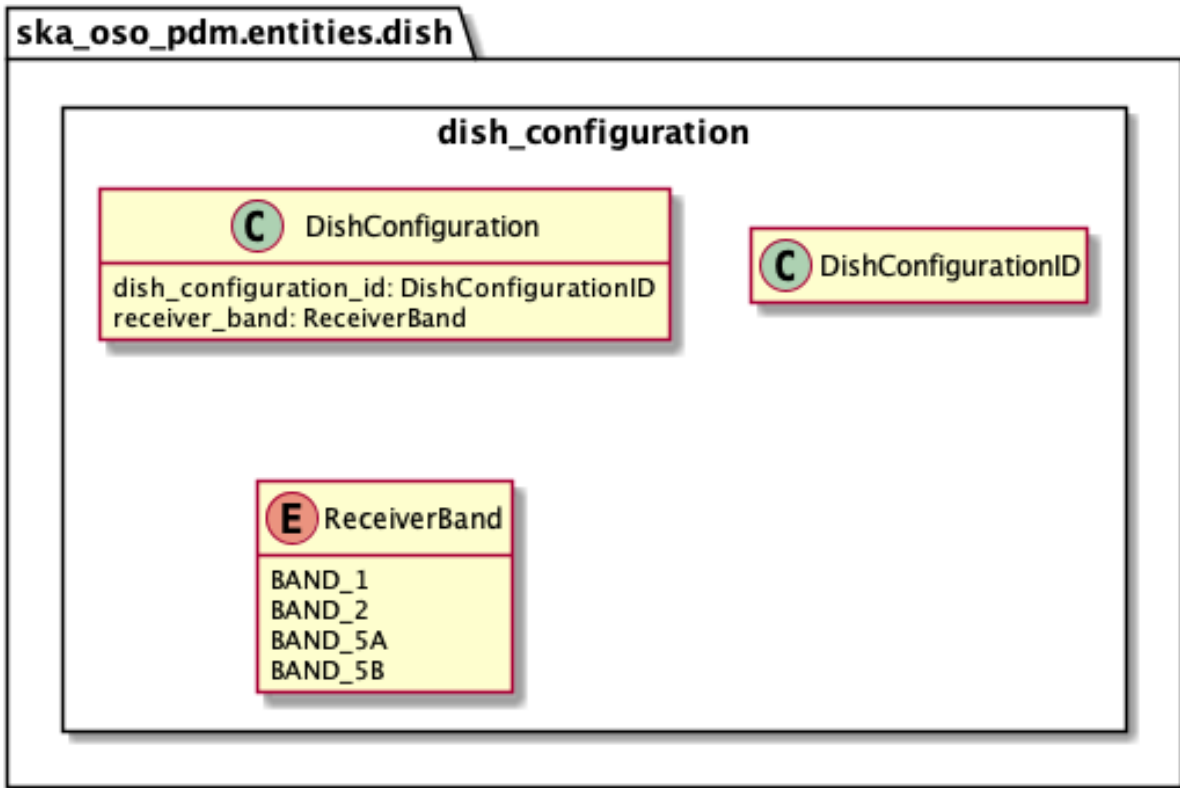 ska_oso_pdm.entities.dish
dish_configuration
C DishConfiguration
dish_configuration_id: DishConfigurationID
receiver_band: ReceiverBand
C DishConfigurationID
E ReceiverBand
BAND_1
BAND_2
BAND_5A
BAND_5B